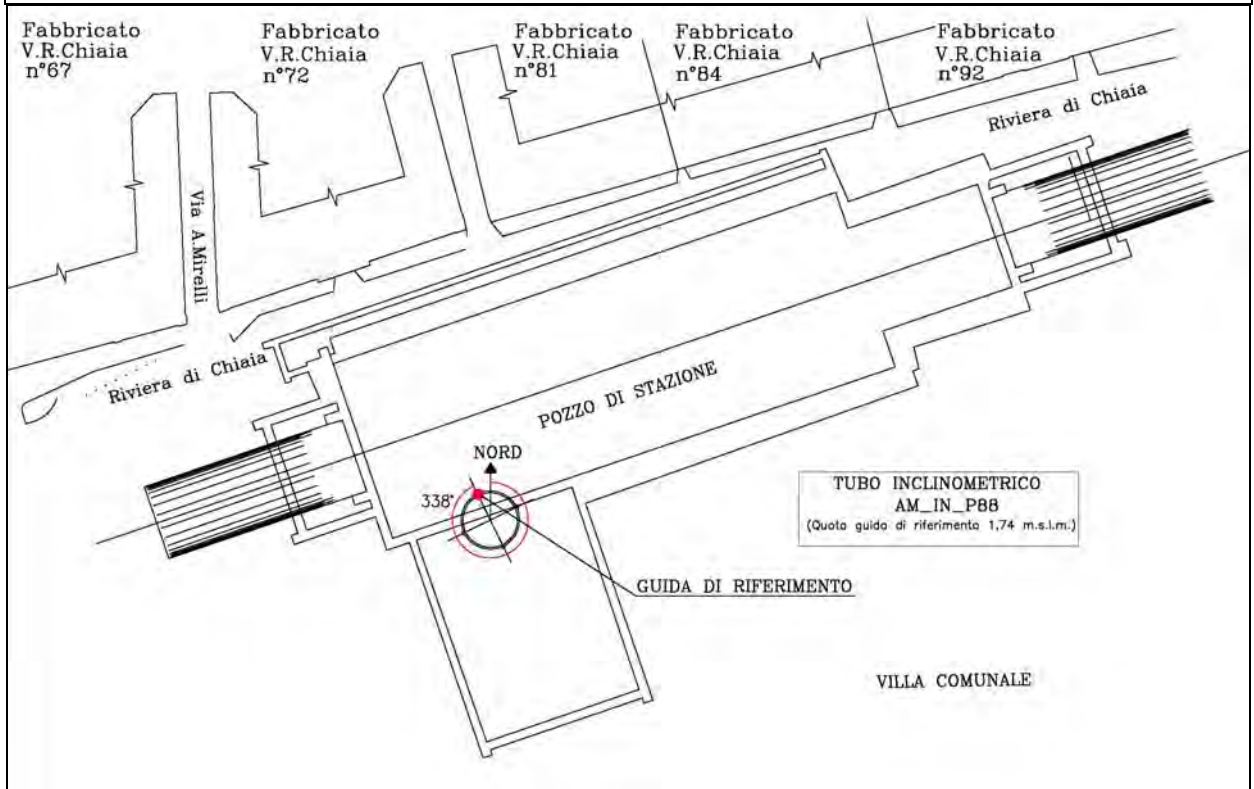 Fabbricato
V.R.Chiaia
n°67
Fabbricato
V.R.Chiaia
n°72
Fabbricato
V.R.Chiaia
n°81
Fabbricato
V.R.Chiaia
n°84
Fabbricato
V.R.Chiaia
n°92
Riviera di Chiaia
Via A.Mirelli
Riviera di Chiaia
POZZO DI STAZIONE
NORD
338°
TUBO INCLINOMETRICO
AM_IN_P88
(Quota guida di riferimento 1,74 m.s.l.m.)
GUIDA DI RIFERIMENTO
VILLA COMUNALE